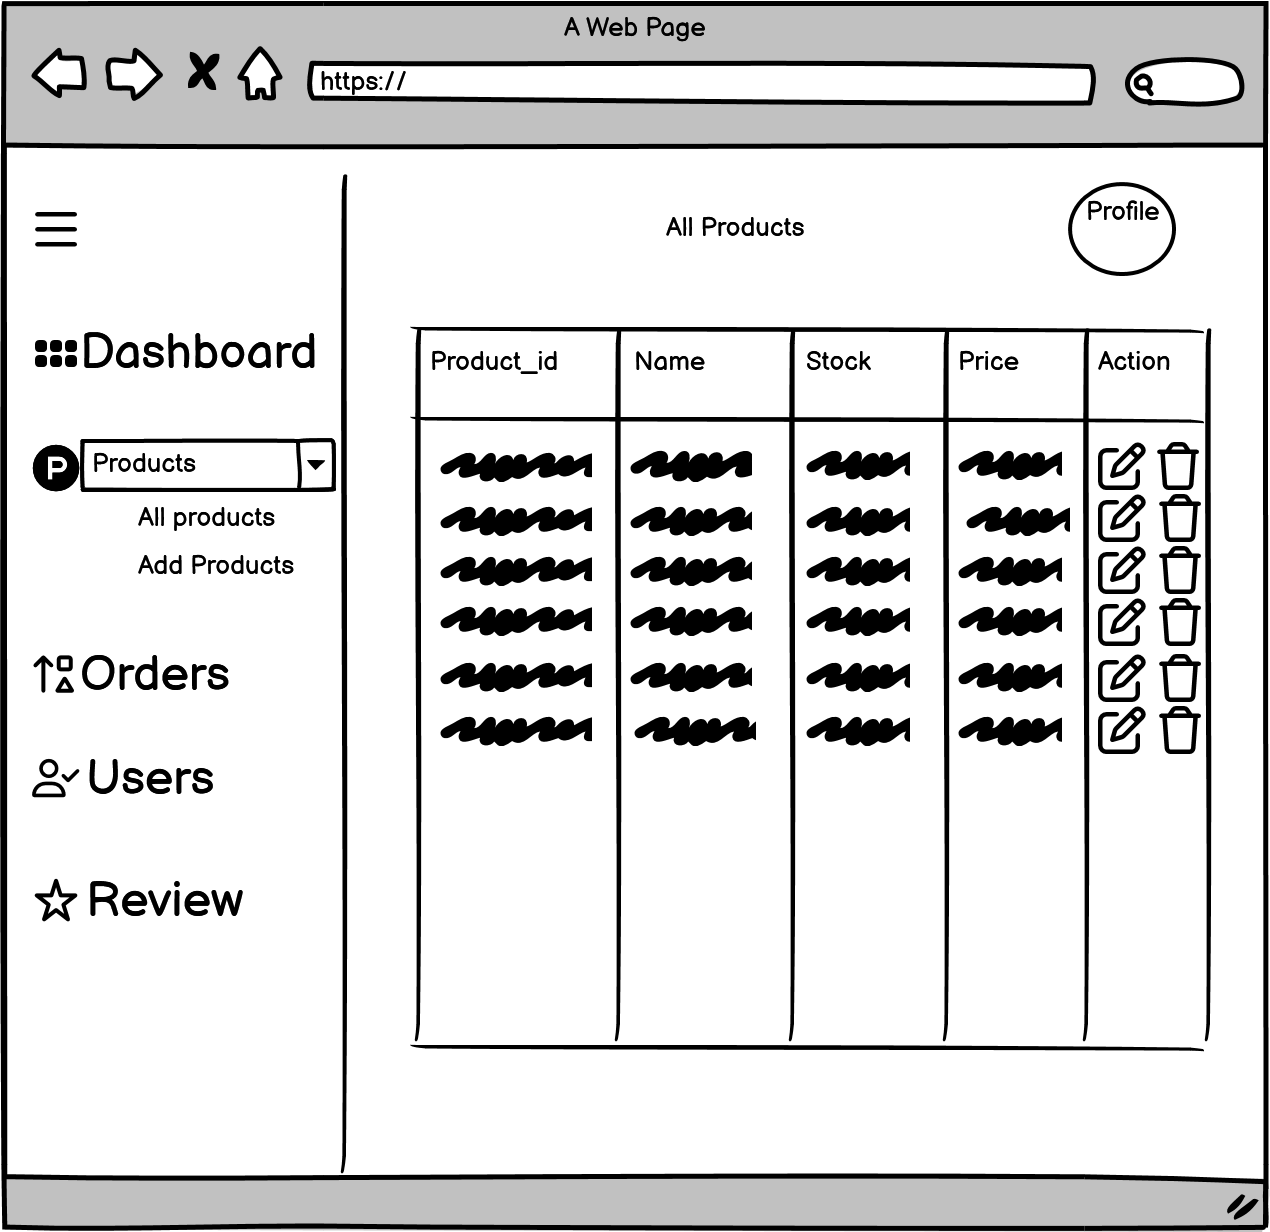 A Web Page
https://
All Products
Profile
Dashboard
P Products
All products
Add Products
Orders
Users
Review
Product_id Name Stock Price Action